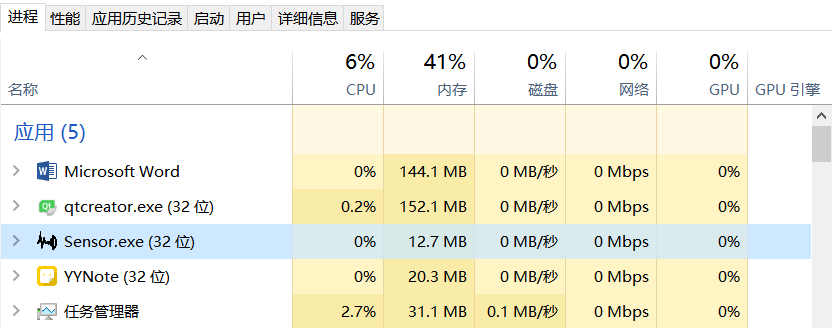 进程 性能 应用历史记录 启动 用户 详细信息 服务
6% 41% 0% 0% 0%
名称 CPU 内存 磁盘 网络 GPU GPU 引擎
应用 (5)
Microsoft Word 0% 144.1 MB 0 MB/秒 0 Mbps 0%
qtcreator.exe (32 位) 0.2% 152.1 MB 0 MB/秒 0 Mbps 0%
Sensor.exe (32 位) 0% 12.7 MB 0 MB/秒 0 Mbps 0%
YYNote (32 位) 0% 20.3 MB 0 MB/秒 0 Mbps 0%
任务管理器 2.7% 31.1 MB 0.1 MB/秒 0 Mbps 0%